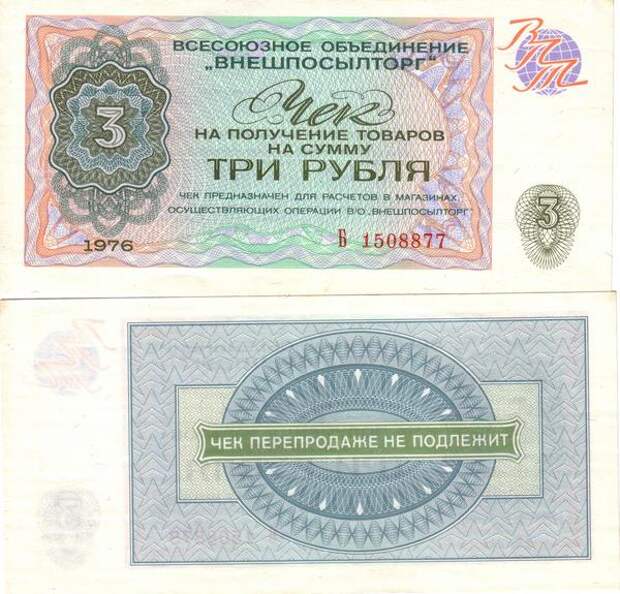 ВСЕСОЮЗНОЕ ОБЪЕДИНЕНИЕ
„ВНЕШПОСЫЛТОРГ“
ВПТ
Чек
3
НА ПОЛУЧЕНИЕ ТОВАРОВ
НА СУММУ
ТРИ РУБЛЯ
ЧЕК ПРЕДНАЗНАЧЕН ДЛЯ РАСЧЕТОВ В МАГАЗИНАХ,
ОСУЩЕСТВЛЯЮЩИХ ОПЕРАЦИИ В/О „ВНЕШПОСЫЛТОРГ“
3
1976
Б 1508877
ЧЕК ПЕРЕПРОДАЖЕ НЕ ПОДЛЕЖИТ